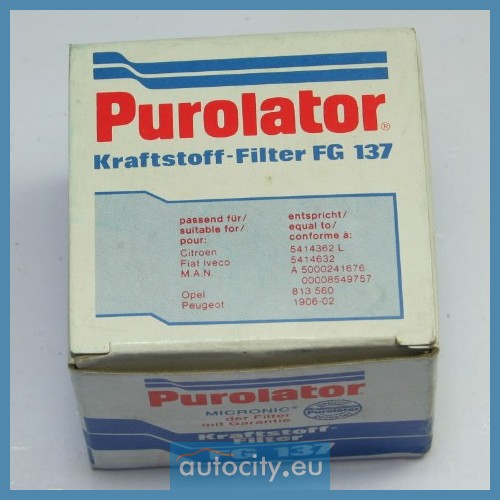 Purolator®
Kraftstoff-Filter FG 137
passend für/ entspricht/
suitable for/ equal to/
pour: conforme à:
Citroen 5414362 L
Fiat Iveco 5414632
M.A.N. A 5000241676
00008549757
Opel 813 560
Peugeot 1906-02
Purolator
MICRONIC®
der Filter
mit Garantie
Purolator
Kraftstoff-
Filter
FG 137
autocity.eu